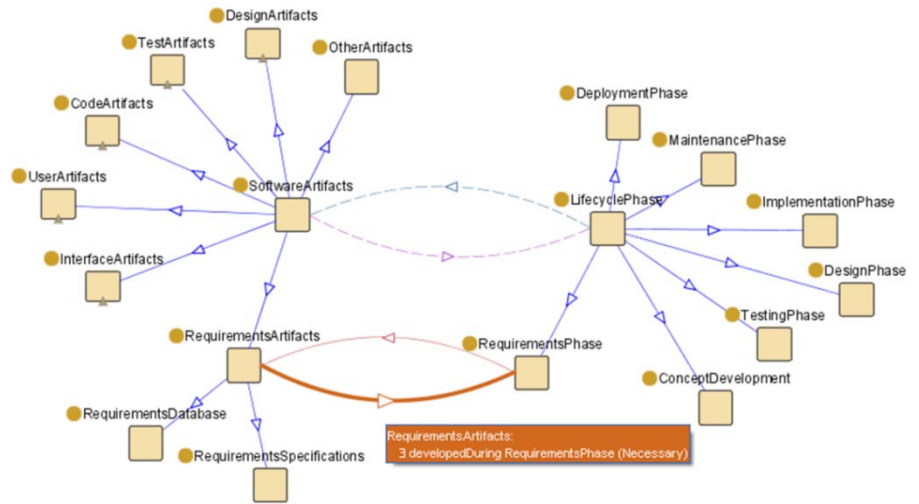 DesignArtifacts
TestArtifacts
OtherArtifacts
CodeArtifacts
DeploymentPhase
MaintenancePhase
UserArtifacts
SoftwareArtifacts
LifecyclePhase
ImplementationPhase
InterfaceArtifacts
DesignPhase
TestingPhase
RequirementsArtifacts
RequirementsPhase
ConceptDevelopment
RequirementsDatabase
RequirementsSpecifications
RequirementsArtifacts:
∃ developedDuring RequirementsPhase (Necessary)